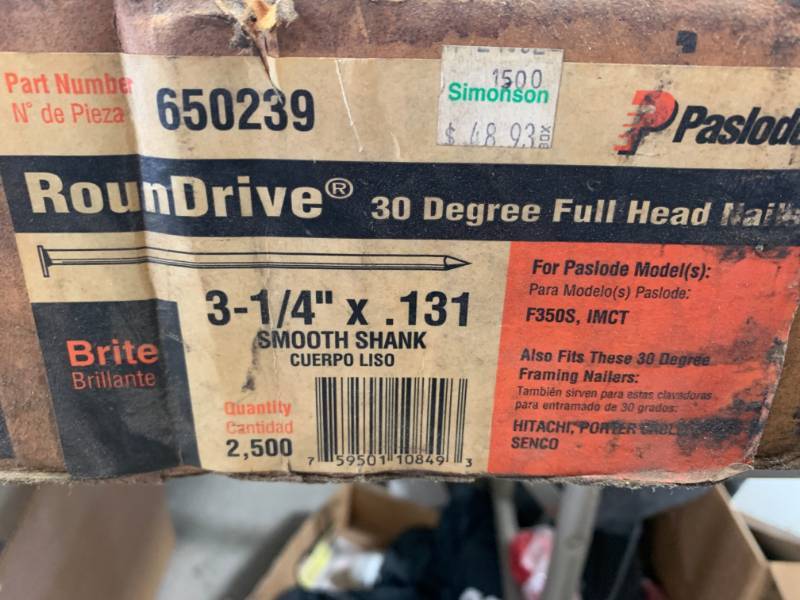 Part Number
N° de Pieza
650239
1500
Simonson
$ 48.93 BOX
Paslode
RounDrive® 30 Degree Full Head Nails
3-1/4" x .131
SMOOTH SHANK
CUERPO LISO
Brite
Brillante
Quantity
Cantidad
2,500
7 59501 10849 3
For Paslode Model(s):
Para Modelo(s) Paslode:
F350S, IMCT
Also Fits These 30 Degree
Framing Nailers:
También sirven para estas clavadoras
para entramado de 30 grados:
HITACHI, PORTER CABLE
SENCO